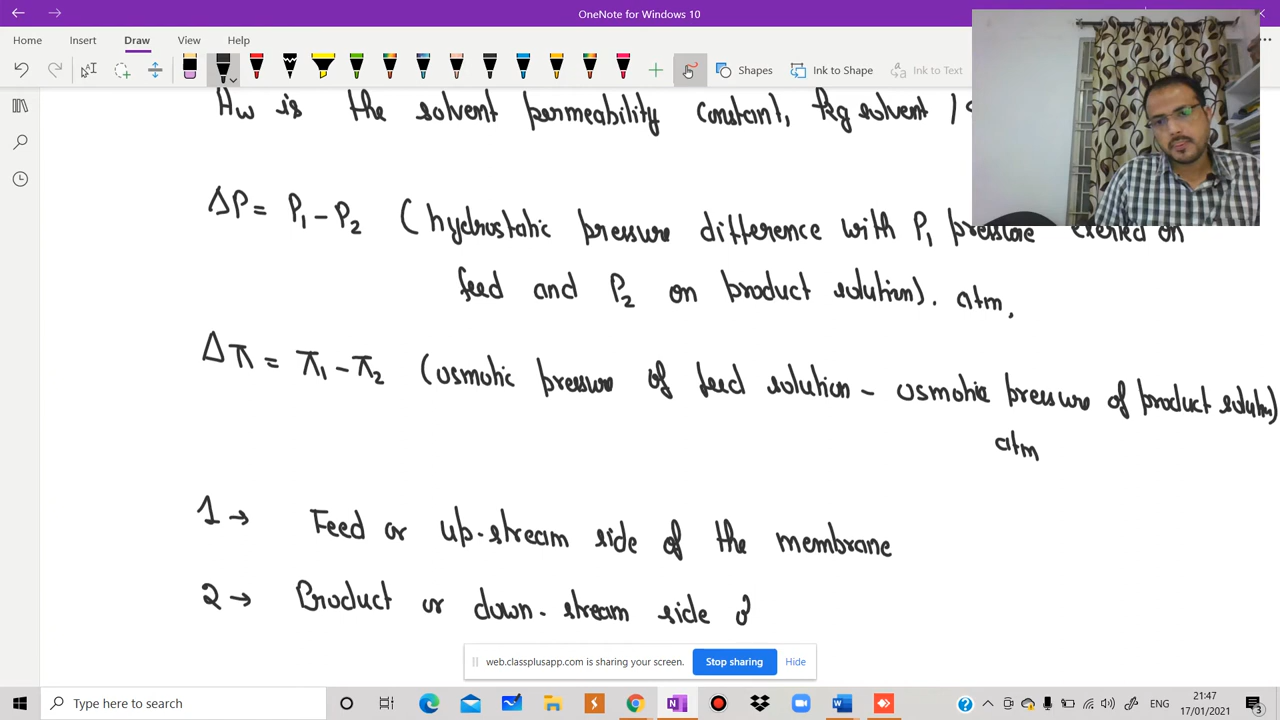 OneNote for Windows 10
Home Insert Draw View Help
Shapes Ink to Shape Ink to Text
Aw is the solvent permeability constant, kg solvent /
ΔP = P₁ - P₂ (hydrostatic pressure difference with P₁ pressure exerted on
feed and P₂ on product solution). atm.
Δπ = π₁ - π₂ (osmotic pressure of feed solution - osmotic pressure of product solution)
atm
1 → Feed or up-stream side of the membrane
2 → Product or down-stream side
web.classplusapp.com is sharing your screen. Stop sharing Hide
Type here to search
ENG
21:47
17/01/2021
3